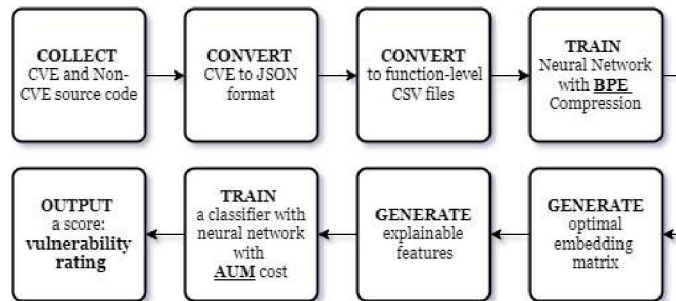 COLLECT
CVE and Non-
CVE source code
CONVERT
CVE to JSON
format
CONVERT
to function-level
CSV files
TRAIN
Neural Network
with BPE
Compression
GENERATE
optimal
embedding
matrix
GENERATE
explainable
features
TRAIN
a classifier with
neural network
with
AUM cost
OUTPUT
a score:
vulnerability
rating